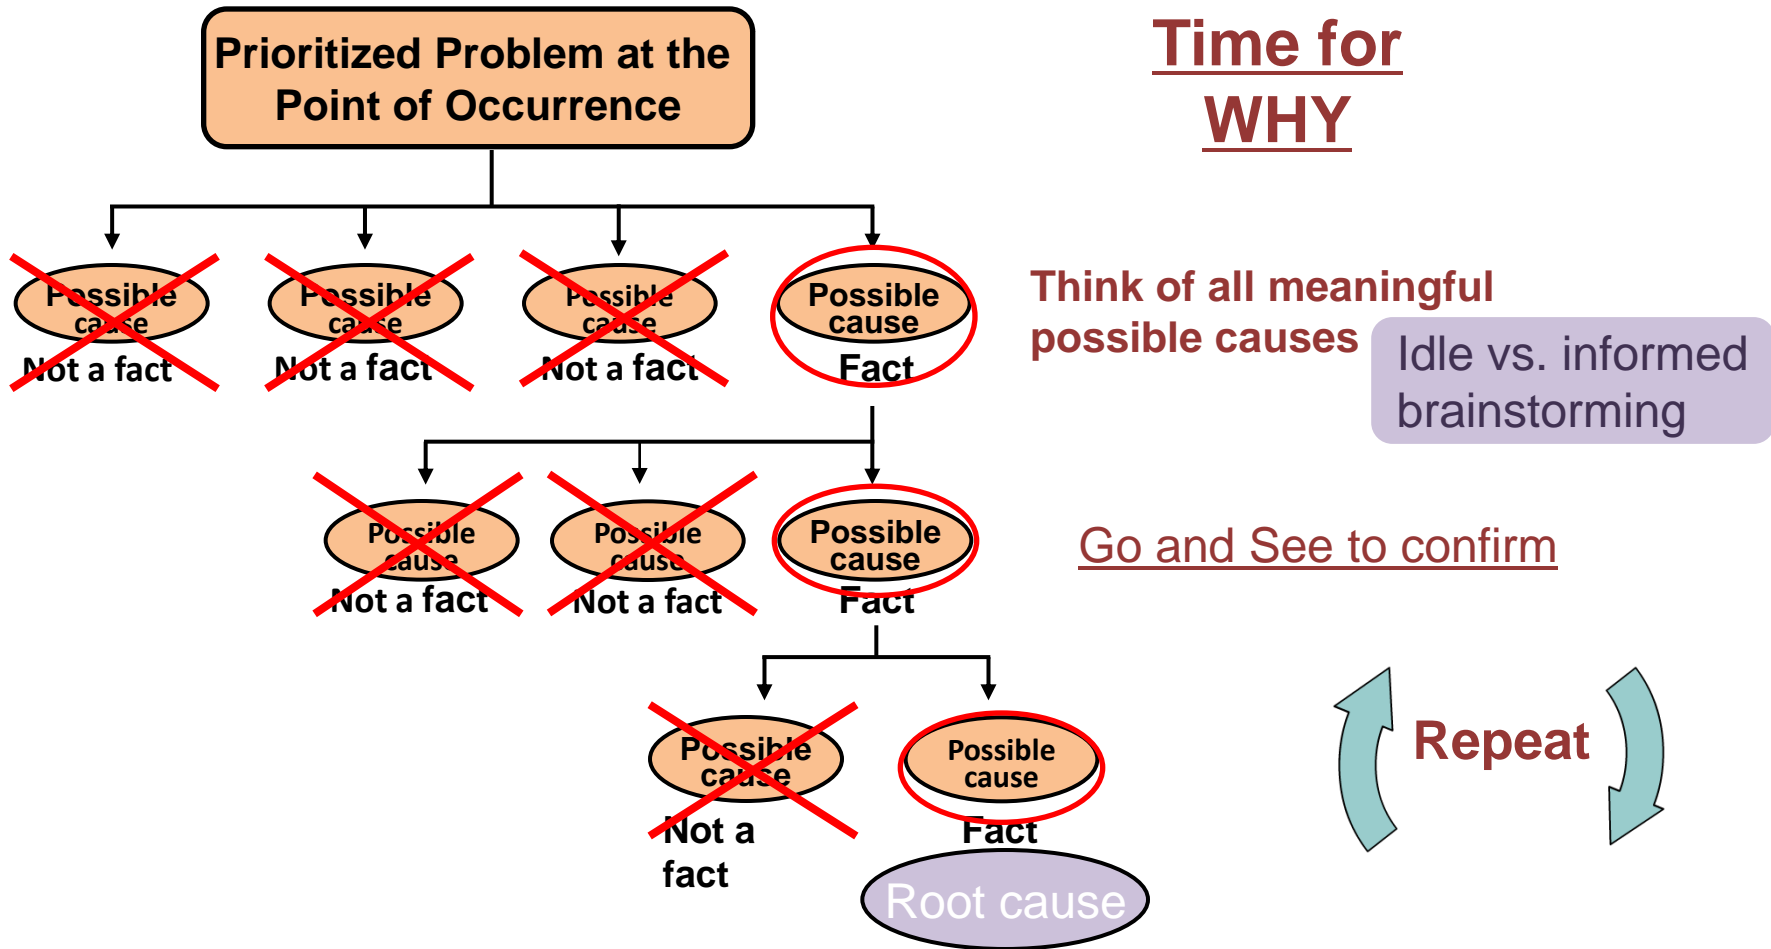 Prioritized Problem at the
Point of Occurrence
Time for
WHY
Possible
cause
Not a fact
Possible
cause
Not a fact
Possible
cause
Not a fact
Possible
cause
Fact
Think of all meaningful
possible causes
Idle vs. informed
brainstorming
Possible
cause
Not a fact
Possible
cause
Not a fact
Possible
cause
Fact
Go and See to confirm
Possible
cause
Not a
fact
Possible
cause
Fact
Root cause
Repeat